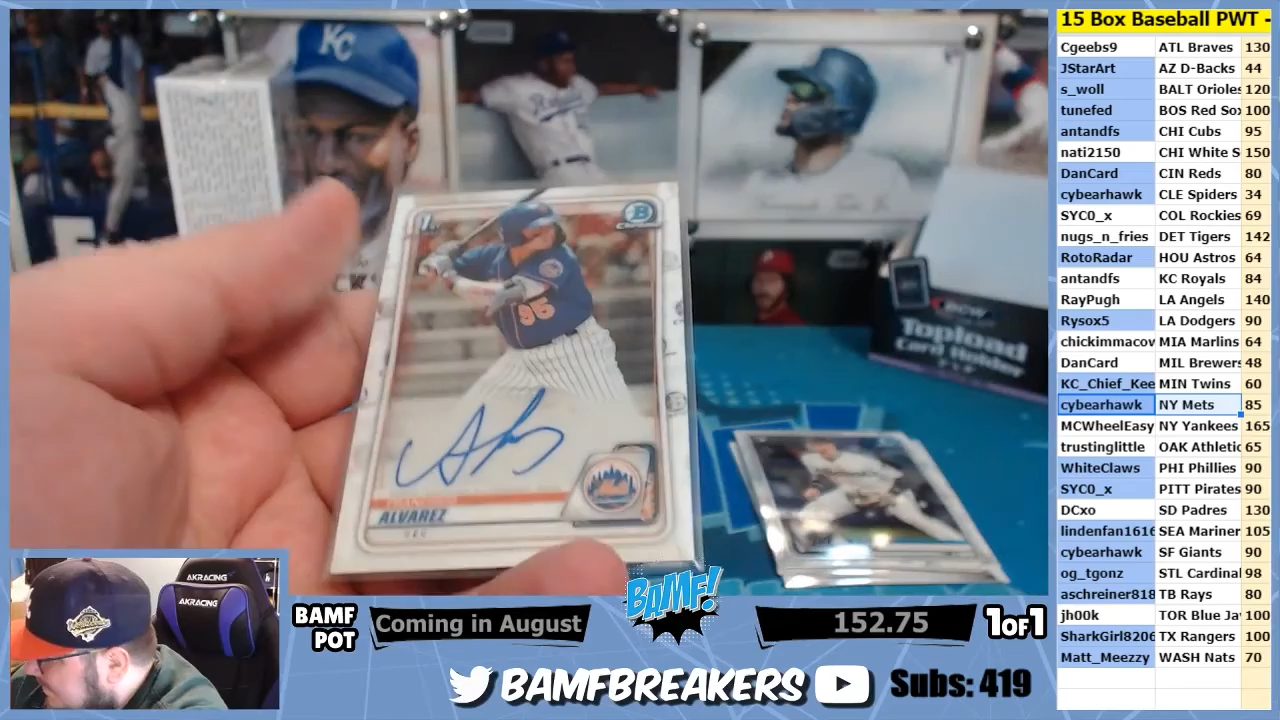 15 Box Baseball PWT -
Cgeebs9 ATL Braves 130
JStarArt AZ D-Backs 44
s_woll BALT Orioles 120
tunefed BOS Red Sox 100
antandfs CHI Cubs 95
nati2150 CHI White S 150
DanCard CIN Reds 80
cybearhawk CLE Spiders 34
SYC0_x COL Rockies 69
nugs_n_fries DET Tigers 142
RotoRadar HOU Astros 64
antandfs KC Royals 84
RayPugh LA Angels 140
Rysox5 LA Dodgers 90
chickimmacov MIA Marlins 64
DanCard MIL Brewers 48
KC_Chief_Kee MIN Twins 60
cybearhawk NY Mets 85
MCWheelEasy NY Yankees 165
trustinglittle OAK Athletic 65
WhiteClaws PHI Phillies 90
SYC0_x PITT Pirates 90
DCxo SD Padres 130
lindenfan1616 SEA Mariner 105
cybearhawk SF Giants 90
og_tgonz STL Cardinal 98
aschreiner818 TB Rays 80
jh00k TOR Blue Ja 100
SharkGirl8206 TX Rangers 100
Matt_Meezzy WASH Nats 70
KC
1st
B
95
ALVAREZ
Topload
Card Holder
AKRACING
AKRACING
BAMF
POT
Coming in August
BAMF!
152.75
1OF1
BAMFBREAKERS
Subs: 419